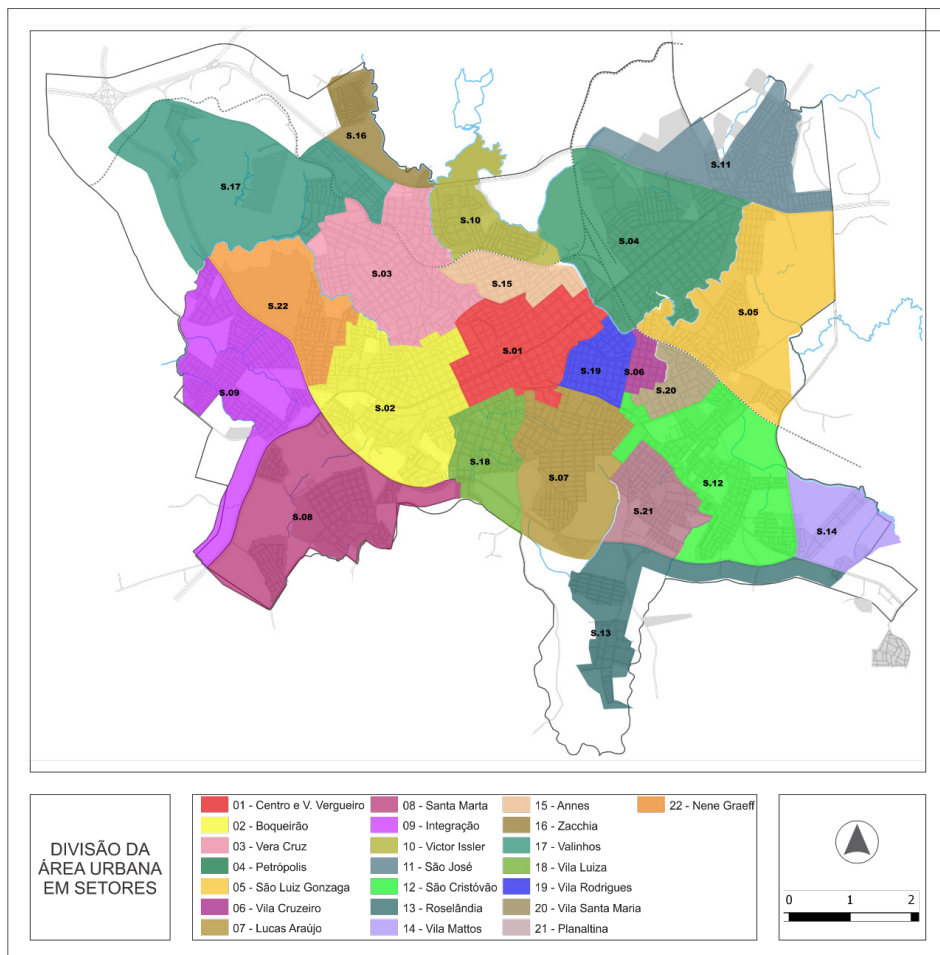 S.16
S.11
S.17
S.10
S.04
S.03
S.15
S.22
S.05
S.01
S.19
S.06
S.20
S.09
S.02
S.18
S.07
S.12
S.21
S.08
S.14
S.13
DIVISÃO DA
ÁREA URBANA
EM SETORES
01 - Centro e V. Vergueiro
02 - Boqueirão
03 - Vera Cruz
04 - Petrópolis
05 - São Luiz Gonzaga
06 - Vila Cruzeiro
07 - Lucas Araújo
08 - Santa Marta
09 - Integração
10 - Victor Issler
11 - São José
12 - São Cristóvão
13 - Roselândia
14 - Vila Mattos
15 - Annes
16 - Zacchia
17 - Valinhos
18 - Vila Luiza
19 - Vila Rodrigues
20 - Vila Santa Maria
21 - Planaltina
22 - Nene Graeff
0 1 2